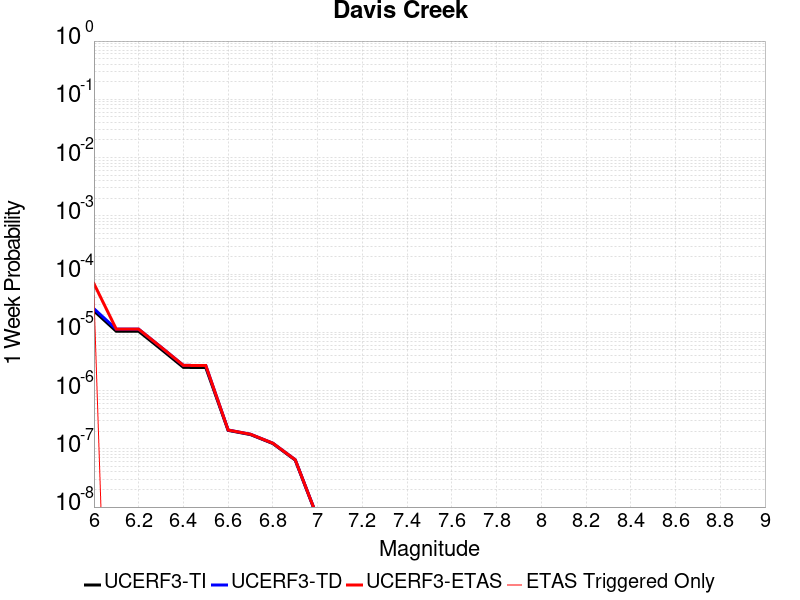 Davis Creek
10^0
10^-1
10^-2
10^-3
10^-4
10^-5
10^-6
10^-7
10^-8
1 Week Probability
6 6.2 6.4 6.6 6.8 7 7.2 7.4 7.6 7.8 8 8.2 8.4 8.6 8.8 9
Magnitude
UCERF3-TI UCERF3-TD UCERF3-ETAS ETAS Triggered Only